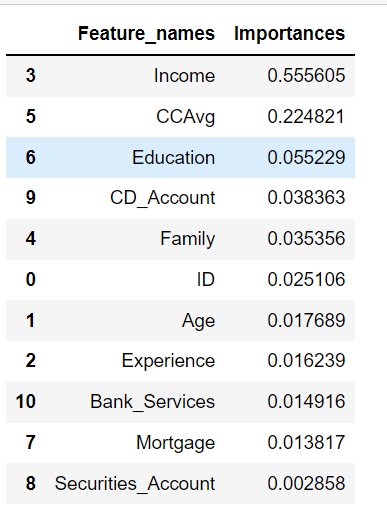 Feature_names Importances
3 Income 0.555605
5 CCAvg 0.224821
6 Education 0.055229
9 CD_Account 0.038363
4 Family 0.035356
0 ID 0.025106
1 Age 0.017689
2 Experience 0.016239
10 Bank_Services 0.014916
7 Mortgage 0.013817
8 Securities_Account 0.002858